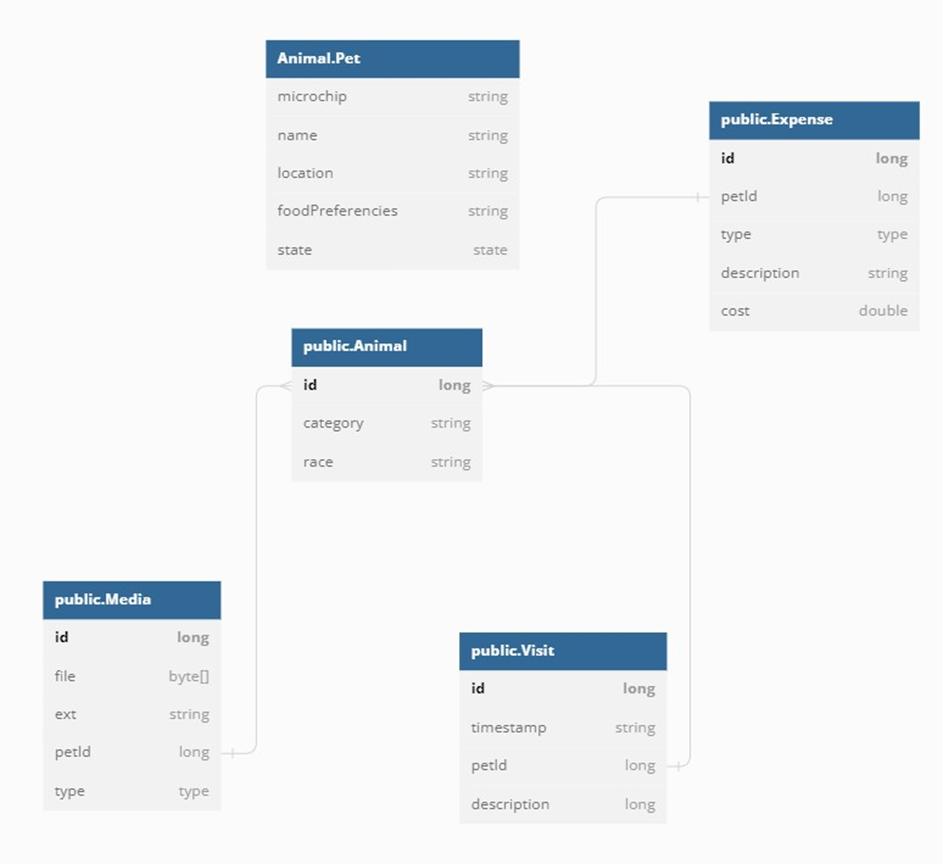 Animal.Pet
microchip string
name string
location string
foodPreferencies string
state state
public.Expense
id long
petId long
type type
description string
cost double
public.Animal
id long
category string
race string
public.Media
id long
file byte[]
ext string
petId long
type type
public.Visit
id long
timestamp string
petId long
description long